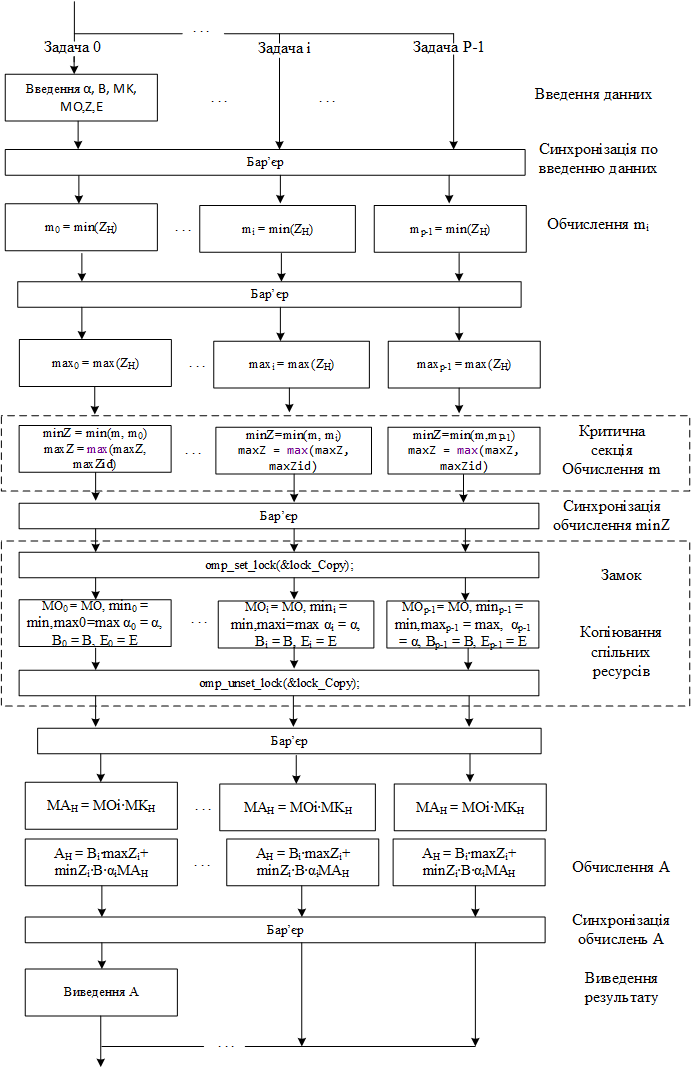 . . .
Задача 0
Задача і
Задача P-1
Введення α, B, MK,
MO,Z,E
. . .
. . .
Введення данних
Бар’єр
Синхронізація по
введенню данних
m0 = min(ZH)
. . .
m i = min(ZH)
m p-1 = min(ZH)
Обчислення mi
Бар’єр
max0 = max(ZH)
. . .
max i = max(ZH)
max p-1 = max(ZH)
minZ = min(m, m0)
maxZ = max(maxZ,
maxZid)
. . .
minZ=min(m, mi)
maxZ = max(maxZ,
maxZid)
minZ=min(m,mp-1)
maxZ = max(maxZ,
maxZid)
Критична
секція
Обчислення m
Бар’єр
Синхронізація
обчислення minZ
omp_set_lock(&lock_Copy);
Замок
MO0 = MO, min0 =
min,max0=max α0 = α,
B0 = B, E0 = E
. . .
MOi = MO, mini =
min,maxi=max αi = α,
Bi = B, Ei = E
MOp-1 = MO, minp-1 =
min,maxp-1 = max, αp-1
= α, Bp-1 = B, Ep-1 = E
Копіювання
спільних
ресурсів
omp_unset_lock(&lock_Copy);
Бар’єр
MAH = MOi·MKH
. . .
MAH = MOi·MKH
MAH = MOi·MKH
AH = Bi·maxZi+
minZi·B·αiMAH
. . .
AH = Bi·maxZi+
minZi·B·αiMAH
AH = Bi·maxZi+
minZi·B·αiMAH
Обчислення A
Бар’єр
Синхронізація
обчислень A
Виведення A
Виведення
результату
. . .